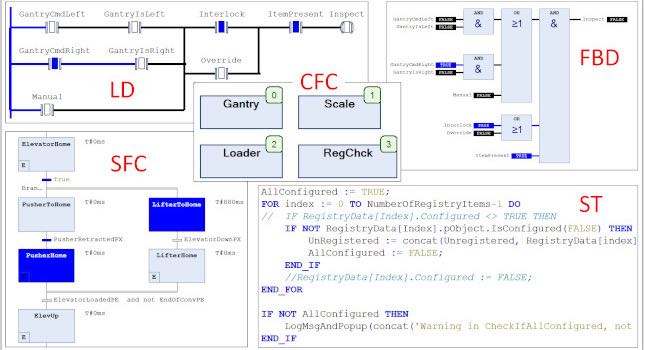 GantryCmdLeft GantryIsLeft Interlock ItemPresent Inspect
GantryCmdRight GantryIsRight
Override
Manual
LD
CFC
Gantry 0
Scale 1
Loader 2
RegChck 3
AND
&
GantryCmdLeft FALSE
GantryIsLeft FALSE
OR
≥1
AND
&
Inspect FALSE
FBD
AND
&
GantryCmdRight TRUE
GantryIsRight FALSE
Manual FALSE
OR
≥1
Interlock TRUE
Override FALSE
ItemPresent TRUE
SFC
ElevatorHome T#0ms
E
True
Bran…
PusherToHome T#0ms
LifterToHome T#880ms
PusherRetractedPX
ElevatorDownPX
PusherHome T#0ms
E
LifterHome T#0ms
E
ElevatorLoadedPE and not EndOfConvPE
ElevUp T#0ms
E
ST
AllConfigured := TRUE;
FOR index := 0 TO NumberOfRegistryItems-1 DO
// IF RegistryData[Index].Configured <> TRUE THEN
IF NOT RegistryData[Index].pObject.IsConfigured(FALSE) THEN
UnRegistered := concat(Unregistered, RegistryData[index]
AllConfigured := FALSE;
END_IF
//RegistryData[Index].Configured := FALSE;
END_FOR
IF NOT AllConfigured THEN
LogMsgAndPopup(concat('Warning in CheckIfAllConfigured, not
END_IF